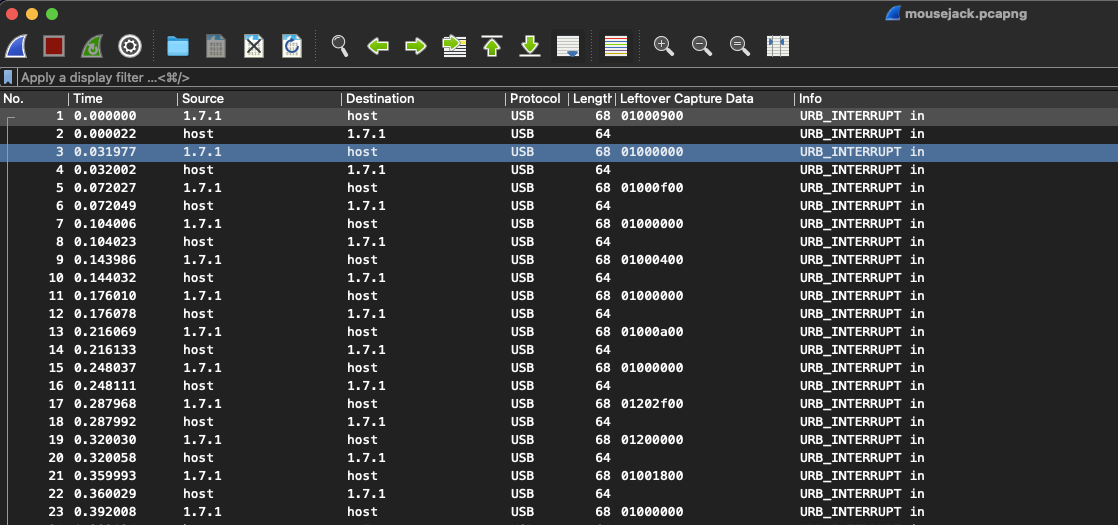 mousejack.pcapng
Apply a display filter ...<⌘/>
No. Time Source Destination Protocol Length Leftover Capture Data Info
1 0.000000 1.7.1 host USB 68 01000900 URB_INTERRUPT in
2 0.000022 host 1.7.1 USB 64 URB_INTERRUPT in
3 0.031977 1.7.1 host USB 68 01000000 URB_INTERRUPT in
4 0.032002 host 1.7.1 USB 64 URB_INTERRUPT in
5 0.072027 1.7.1 host USB 68 01000f00 URB_INTERRUPT in
6 0.072049 host 1.7.1 USB 64 URB_INTERRUPT in
7 0.104006 1.7.1 host USB 68 01000000 URB_INTERRUPT in
8 0.104023 host 1.7.1 USB 64 URB_INTERRUPT in
9 0.143986 1.7.1 host USB 68 01000400 URB_INTERRUPT in
10 0.144032 host 1.7.1 USB 64 URB_INTERRUPT in
11 0.176010 1.7.1 host USB 68 01000000 URB_INTERRUPT in
12 0.176078 host 1.7.1 USB 64 URB_INTERRUPT in
13 0.216069 1.7.1 host USB 68 01000a00 URB_INTERRUPT in
14 0.216133 host 1.7.1 USB 64 URB_INTERRUPT in
15 0.248037 1.7.1 host USB 68 01000000 URB_INTERRUPT in
16 0.248111 host 1.7.1 USB 64 URB_INTERRUPT in
17 0.287968 1.7.1 host USB 68 01202f00 URB_INTERRUPT in
18 0.287992 host 1.7.1 USB 64 URB_INTERRUPT in
19 0.320030 1.7.1 host USB 68 01200000 URB_INTERRUPT in
20 0.320058 host 1.7.1 USB 64 URB_INTERRUPT in
21 0.359993 1.7.1 host USB 68 01001800 URB_INTERRUPT in
22 0.360029 host 1.7.1 USB 64 URB_INTERRUPT in
23 0.392008 1.7.1 host USB 68 01000000 URB_INTERRUPT in